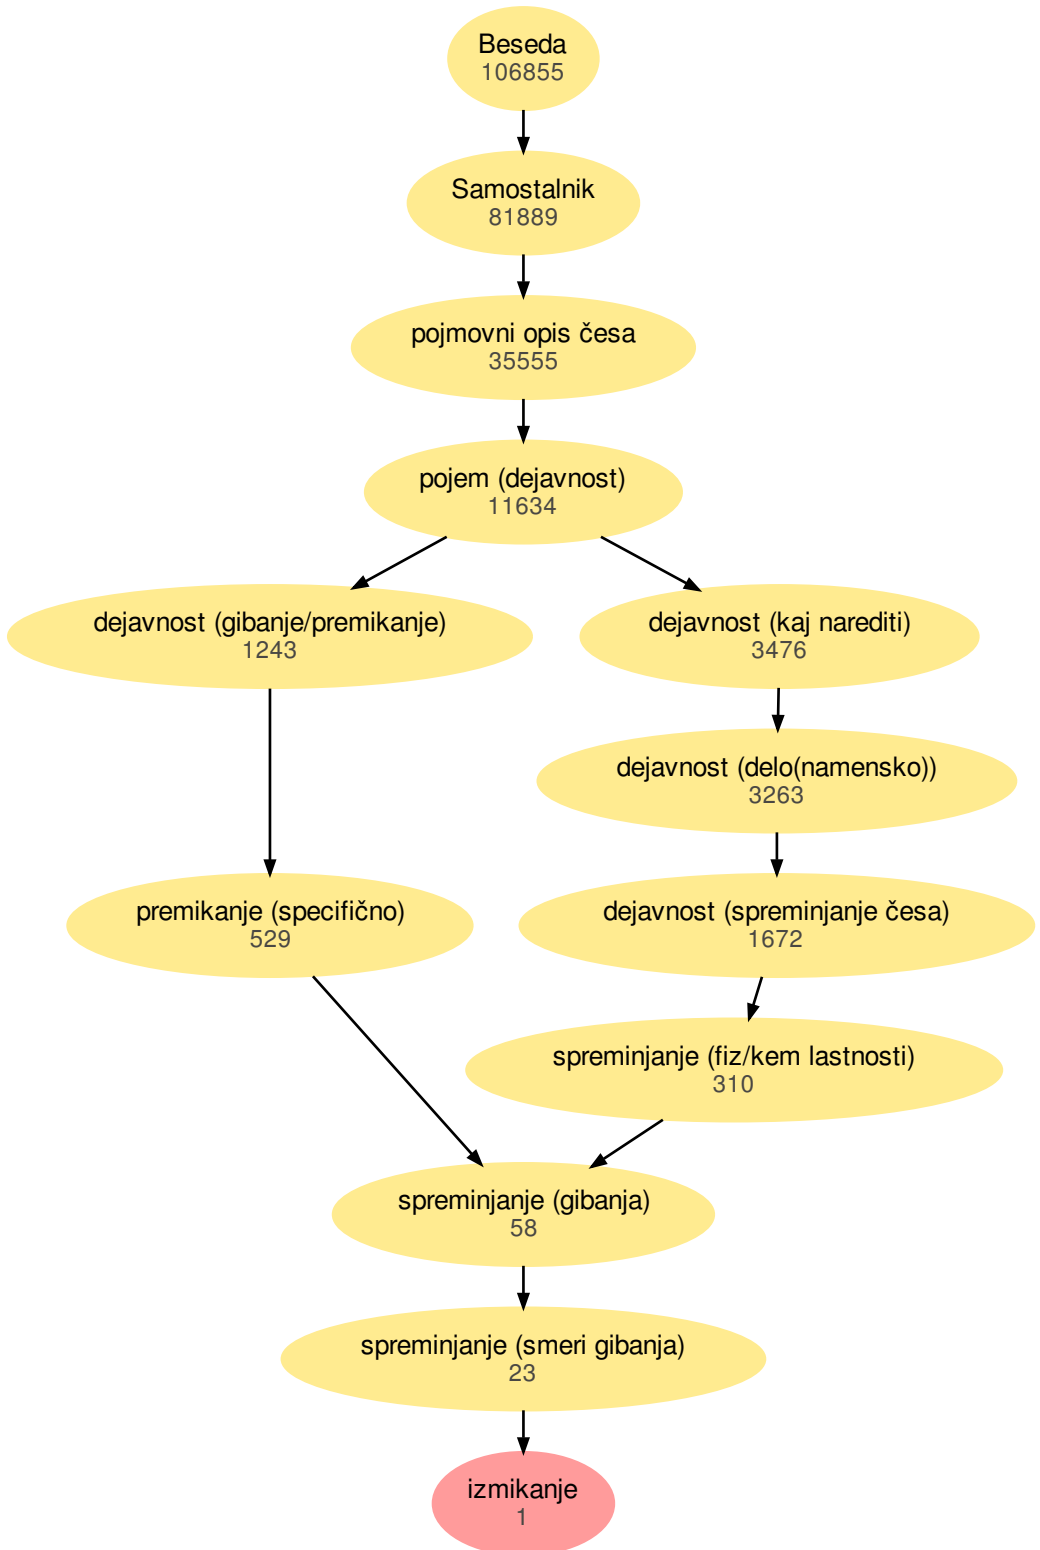 Beseda
106855
Samostalnik
81889
pojmovni opis česa
35555
pojem (dejavnost)
11634
dejavnost (gibanje/premikanje)
1243
dejavnost (kaj narediti)
3476
dejavnost (delo(namensko))
3263
premikanje (specifično)
529
dejavnost (spreminjanje česa)
1672
spreminjanje (fiz/kem lastnosti)
310
spreminjanje (gibanja)
58
spreminjanje (smeri gibanja)
23
izmikanje
1